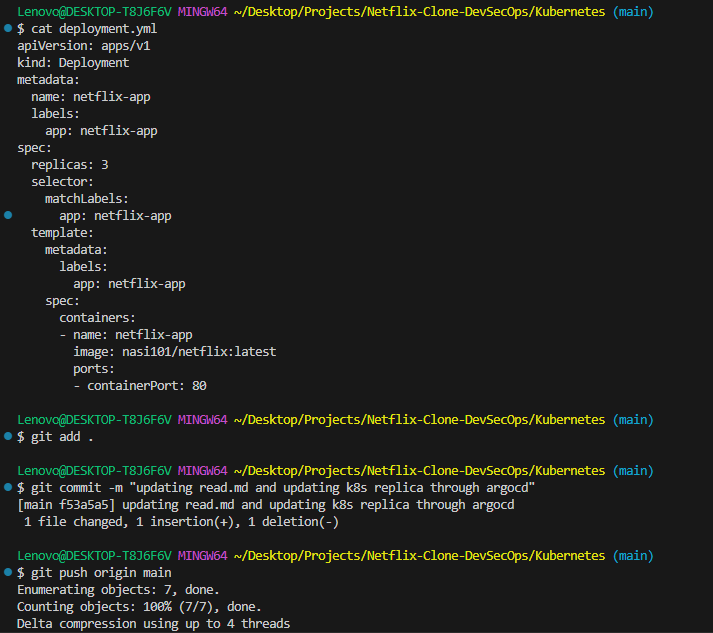 Lenovo@DESKTOP-T8J6F6V MINGW64 ~/Desktop/Projects/Netflix-Clone-DevSecOps/Kubernetes (main)
$ cat deployment.yml
apiVersion: apps/v1
kind: Deployment
metadata:
  name: netflix-app
  labels:
    app: netflix-app
spec:
  replicas: 3
  selector:
    matchLabels:
      app: netflix-app
  template:
    metadata:
      labels:
        app: netflix-app
    spec:
      containers:
      - name: netflix-app
        image: nasi101/netflix:latest
        ports:
        - containerPort: 80
Lenovo@DESKTOP-T8J6F6V MINGW64 ~/Desktop/Projects/Netflix-Clone-DevSecOps/Kubernetes (main)
$ git add .
Lenovo@DESKTOP-T8J6F6V MINGW64 ~/Desktop/Projects/Netflix-Clone-DevSecOps/Kubernetes (main)
$ git commit -m "updating read.md and updating k8s replica through argocd"
[main f53a5a5] updating read.md and updating k8s replica through argocd
 1 file changed, 1 insertion(+), 1 deletion(-)
Lenovo@DESKTOP-T8J6F6V MINGW64 ~/Desktop/Projects/Netflix-Clone-DevSecOps/Kubernetes (main)
$ git push origin main
Enumerating objects: 7, done.
Counting objects: 100% (7/7), done.
Delta compression using up to 4 threads